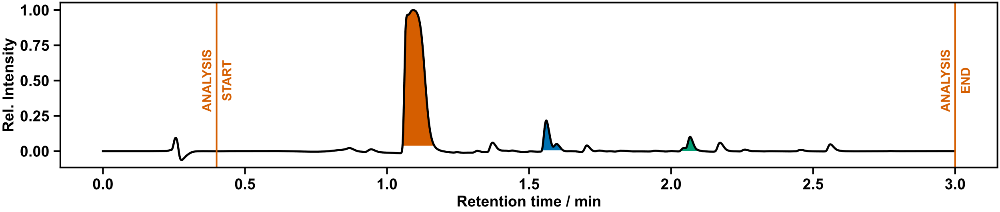 Rel. Intensity
1.00
0.75
0.50
0.25
0.00
ANALYSIS
START
ANALYSIS
END
0.0 0.5 1.0 1.5 2.0 2.5 3.0
Retention time / min